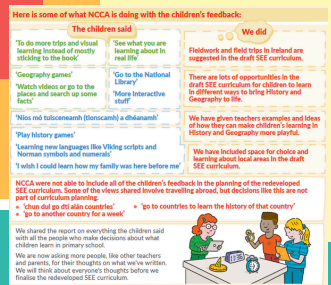 Here is some of what NCCA is doing with the children's feedback:
The children said
'To do more trips and visual
learning instead of mostly
sticking to the book'
'See what you are
learning about in
real life'
'Geography games'
'Watch videos or go to the
places and search up some
facts'
'Go to the National
Library'
'More interactive
stuff'
'Níos mó tuisceanaigh (tionscanaimh) a dhéanamh'
'Play history games'
'Learning new languages like Viking scripts and
Norman symbols and numerals'
'I wish I could learn how my family was before me'
We did
Fieldwork and field trips in Ireland are
suggested in the draft SEE curriculum.
There are lots of opportunities in the
draft SEE curriculum for children to learn
in different ways to bring History and
Geography to life.
We have given teachers examples and ideas
of how they can make children's learning in
History and Geography more playful.
We have included space for choice and
learning about local areas in the draft
SEE curriculum.
NCCA were not able to include all of the children's feedback in the planning of the redeveloped
SEE curriculum. Some of the views shared involve travelling abroad, but decisions like this are not
part of curriculum planning.
'chun dul go dtí alán countries'
'go to countries to learn the history of that country'
'go to another country for a week'
We shared the report on everything the children said
with all the people who make decisions about what
children learn in primary school.
We are now asking more people, like other teachers
and parents, for their thoughts on what we've written.
We will think about everyone's thoughts before we
finalise the redeveloped SEE curriculum.